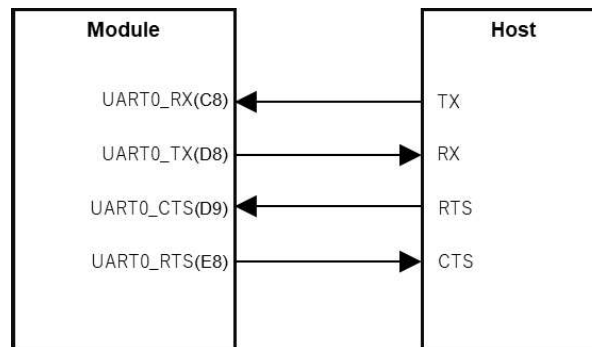 Module
Host
UART0_RX(C8)
TX
UART0_TX(D8)
RX
UART0_CTS(D9)
RTS
UART0_RTS(E8)
CTS